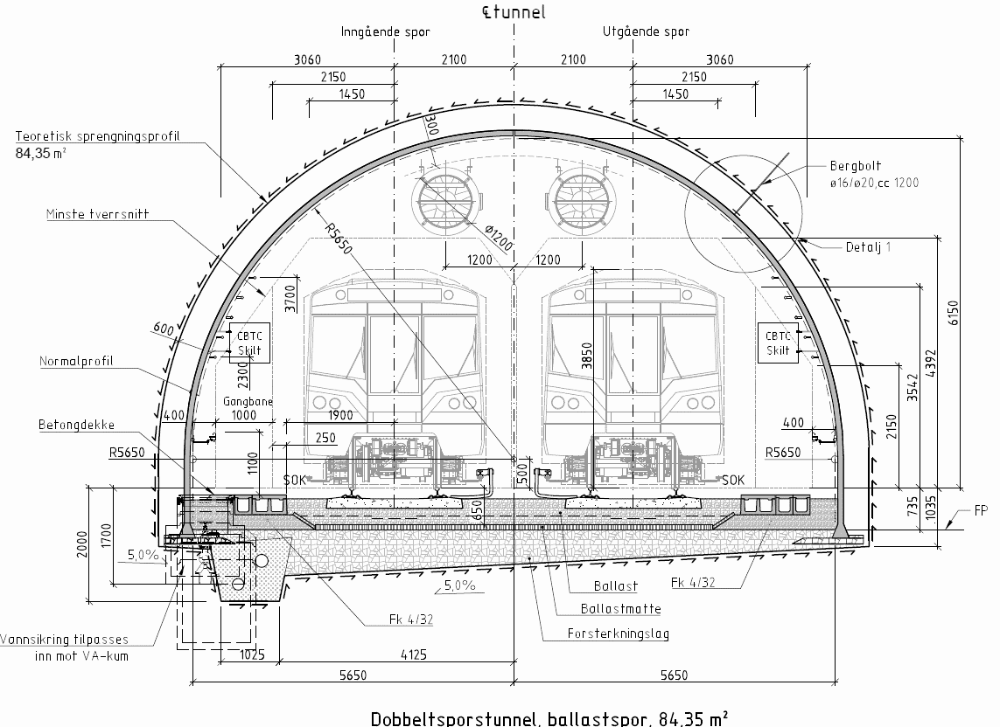 ℄tunnel
Inngående spor
Utgående spor
3060
2100
2100
3060
2150
2150
1450
1450
300
Teoretisk sprengningsprofil
84,35 m²
Bergbolt
ø16/ø20,cc 1200
Minste tverrsnitt
R5650
ø1200
Detalj 1
1200
1200
3700
6150
600
CBTC
Skilt
CBTC
Skilt
3850
4392
3542
Normalprofil
2300
Gangbane
400
1000
1900
2150
400
Betongdekke
250
R5650
1100
500
R5650
SOK
SOK
650
735
1035
FP
2000
1700
5,0%
5,0%
Ballast
Fk 4/32
Ballastmatte
Fk 4/32
Forsterkningslag
Vannsikring tilpasses
inn mot VA-kum
1025
4125
5650
5650
Dobbeltsporstunnel, ballastspor, 84,35 m²